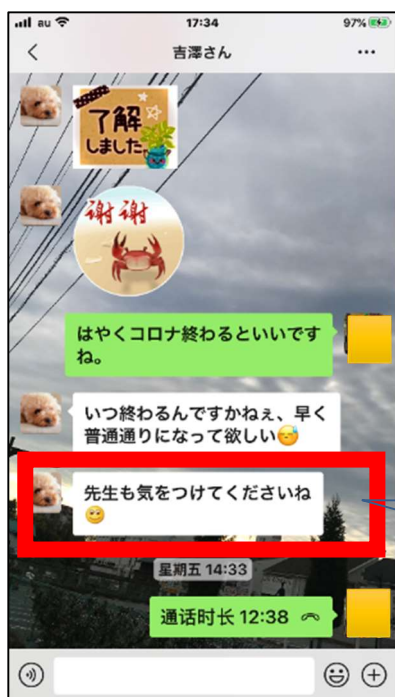 au
17:34
97%
吉澤さん
了解
しました
谢谢
はやくコロナ終わるといいです
ね。
いつ終わるんですかねぇ、早く
普通通りになって欲しい
先生も気をつけてくださいね
星期五 14:33
通话时长 12:38